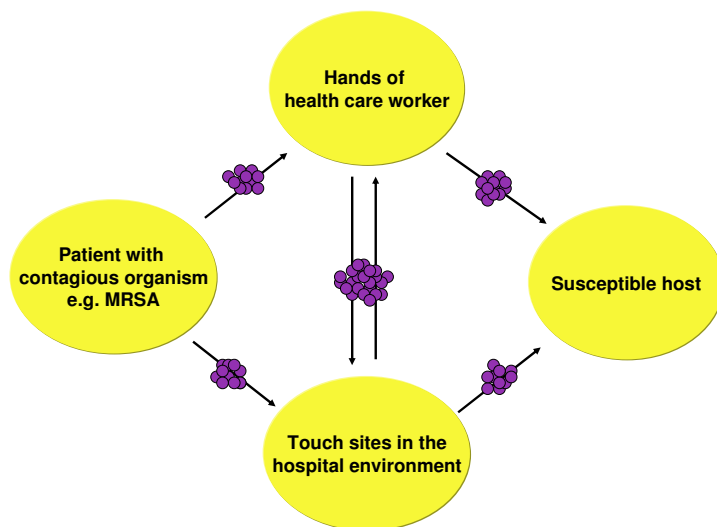 Hands of
health care worker
Patient with
contagious organism
e.g. MRSA
Susceptible host
Touch sites in the
hospital environment